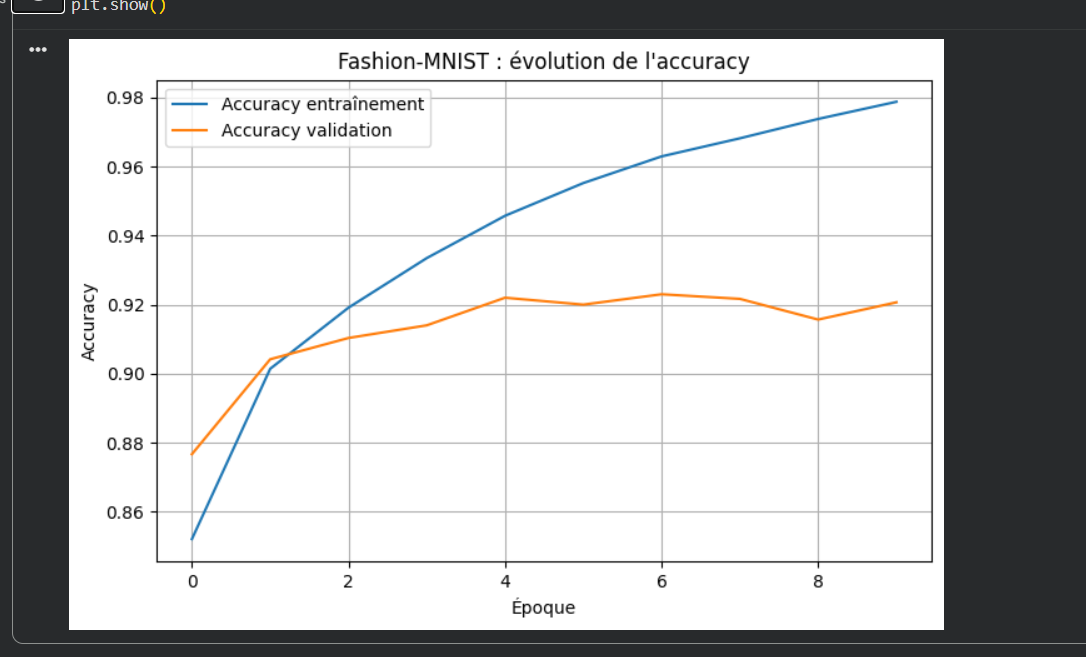 plt.show()
Fashion-MNIST : évolution de l'accuracy
Accuracy entraînement
Accuracy validation
0.98
0.96
0.94
0.92
0.90
0.88
0.86
Accuracy
0 2 4 6 8
Époque